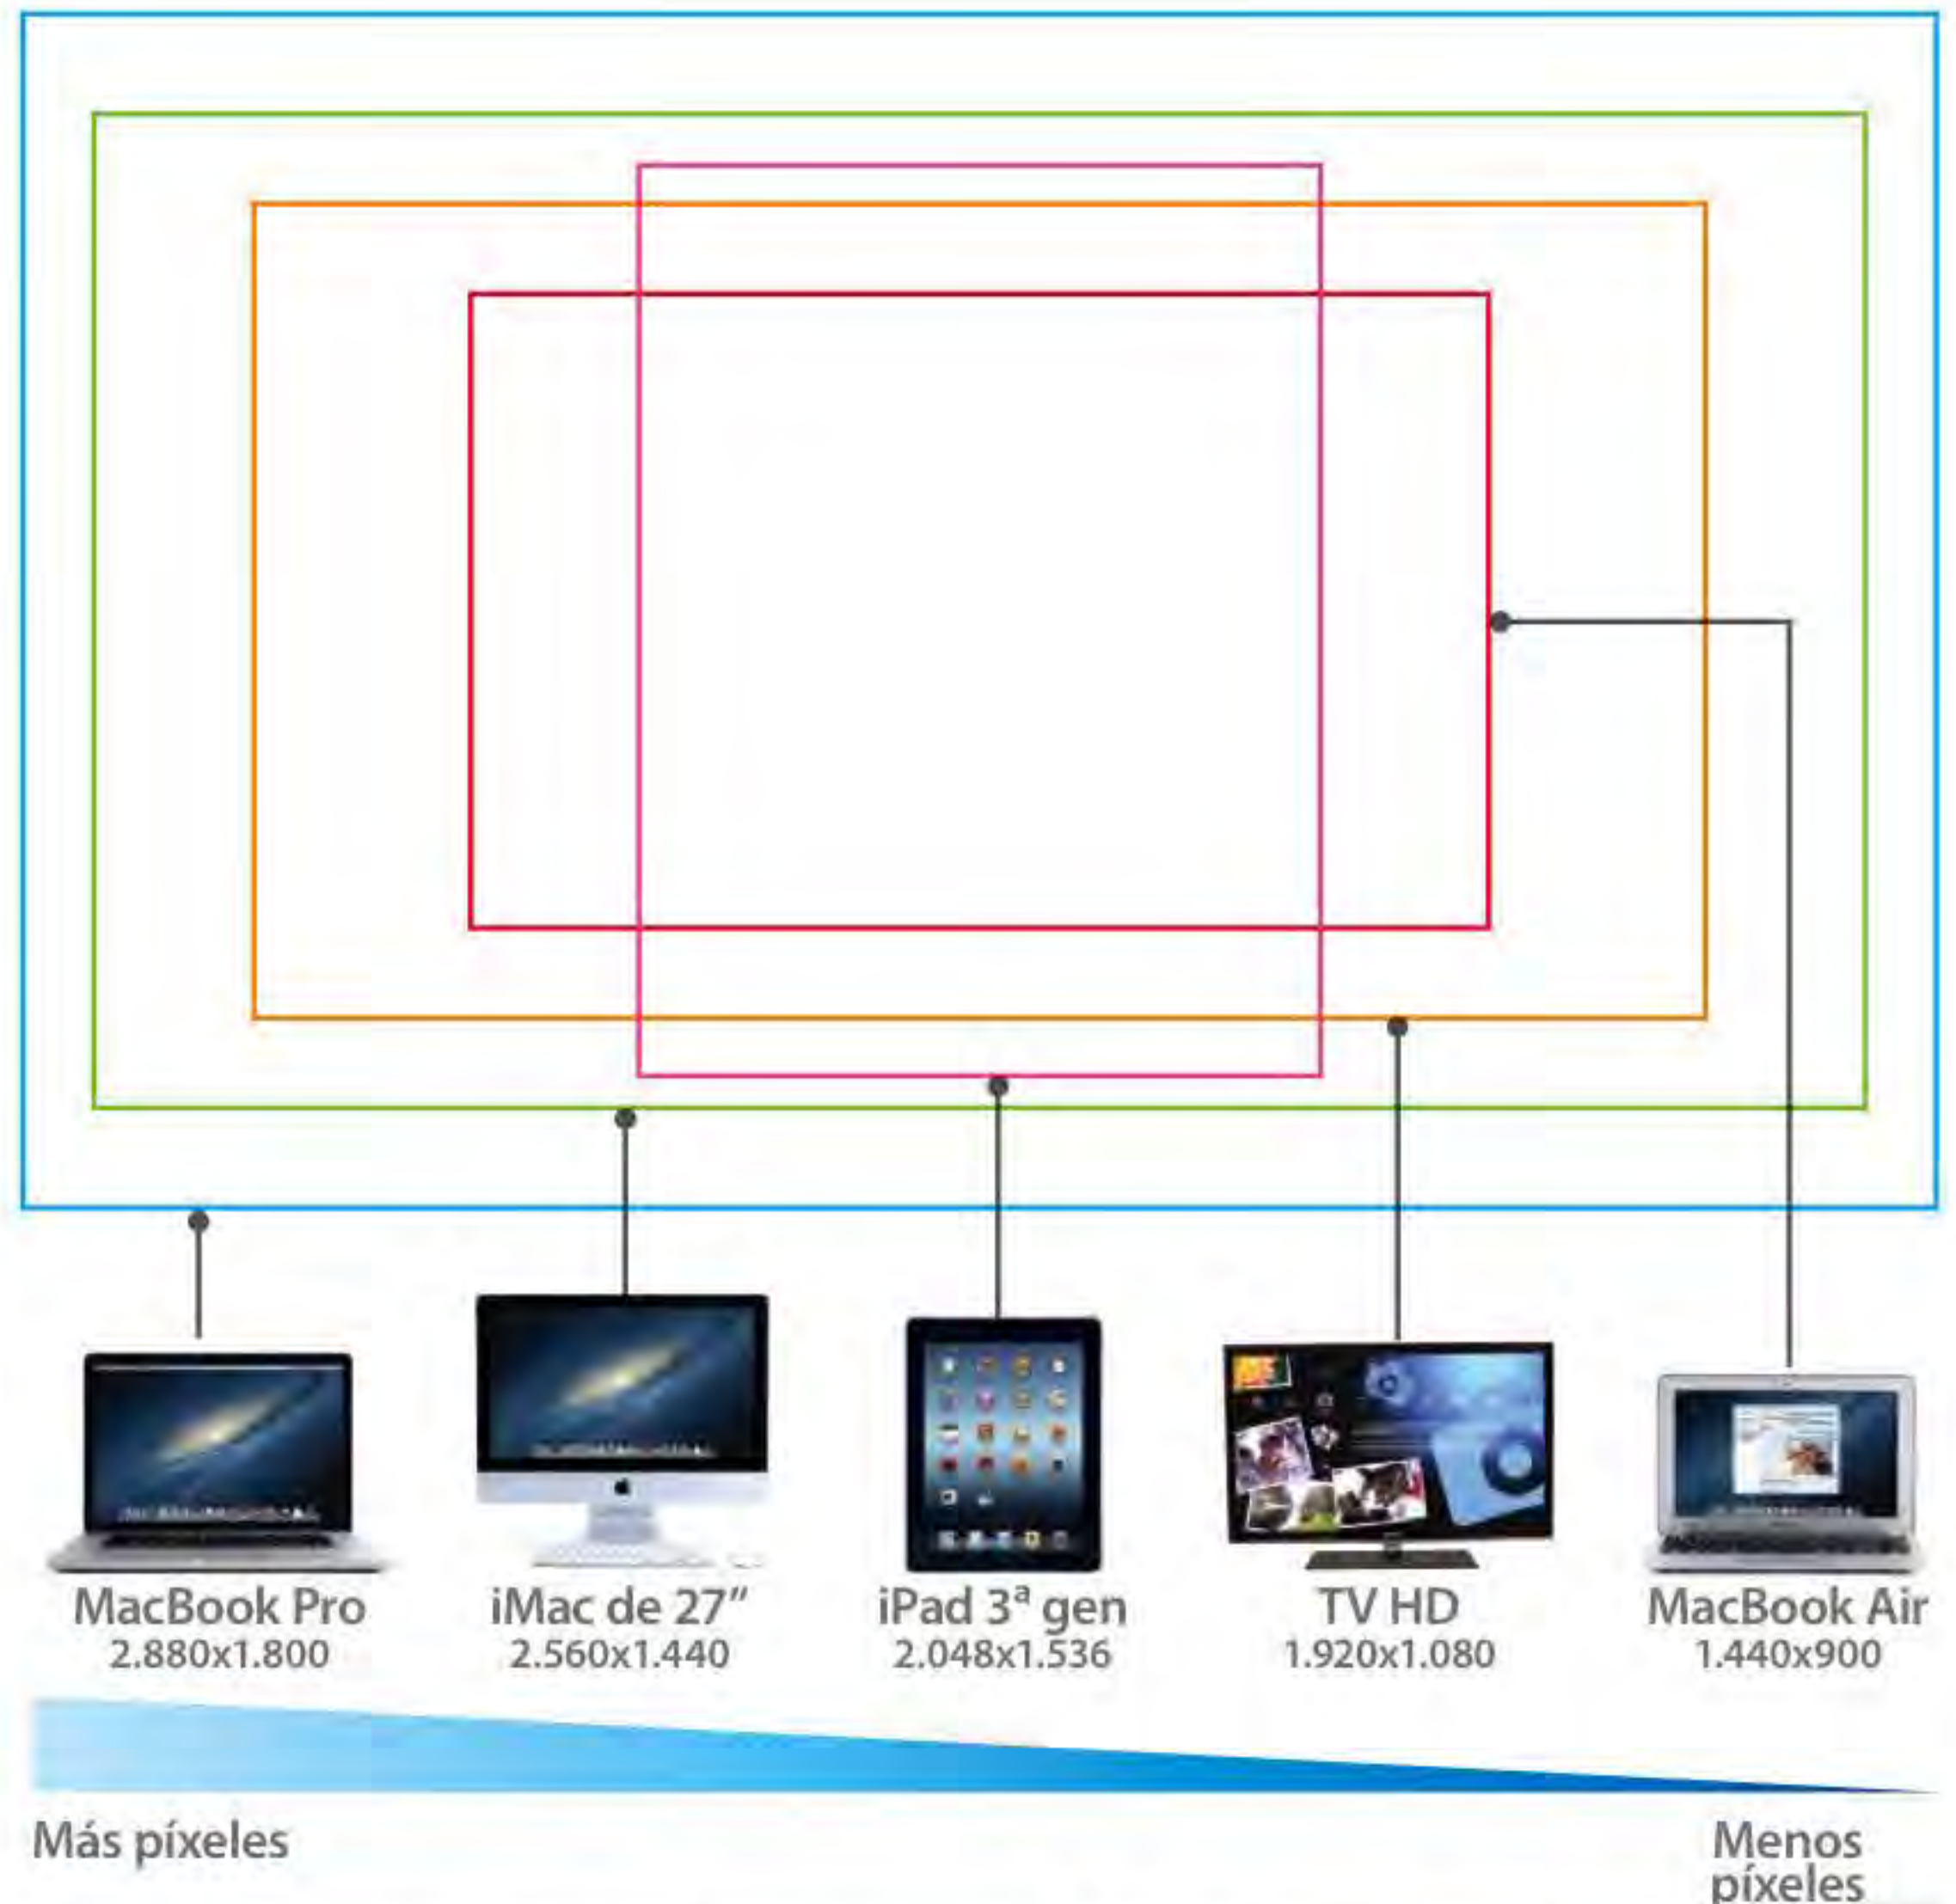 MacBook Pro
2.880x1.800
iMac de 27”
2.560x1.440
iPad 3ª gen
2.048x1.536
TV HD
1.920x1.080
MacBook Air
1.440x900
Más píxeles
Menos
píxeles